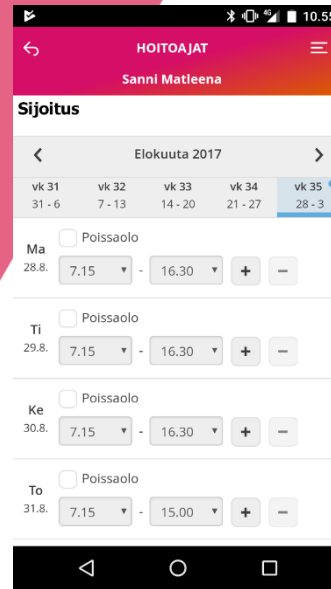 4G 10.55
HOITOAJAT
Sanni Matleena
Sijoitus
Elokuuta 2017
vk 31 vk 32 vk 33 vk 34 vk 35
31 - 6 7 - 13 14 - 20 21 - 27 28 - 3
Poissaolo
Ma
28.8. 7.15 - 16.30 + −
Poissaolo
Ti
29.8. 7.15 - 16.30 + −
Poissaolo
Ke
30.8. 7.15 - 16.30 + −
Poissaolo
To
31.8. 7.15 - 15.00 + −